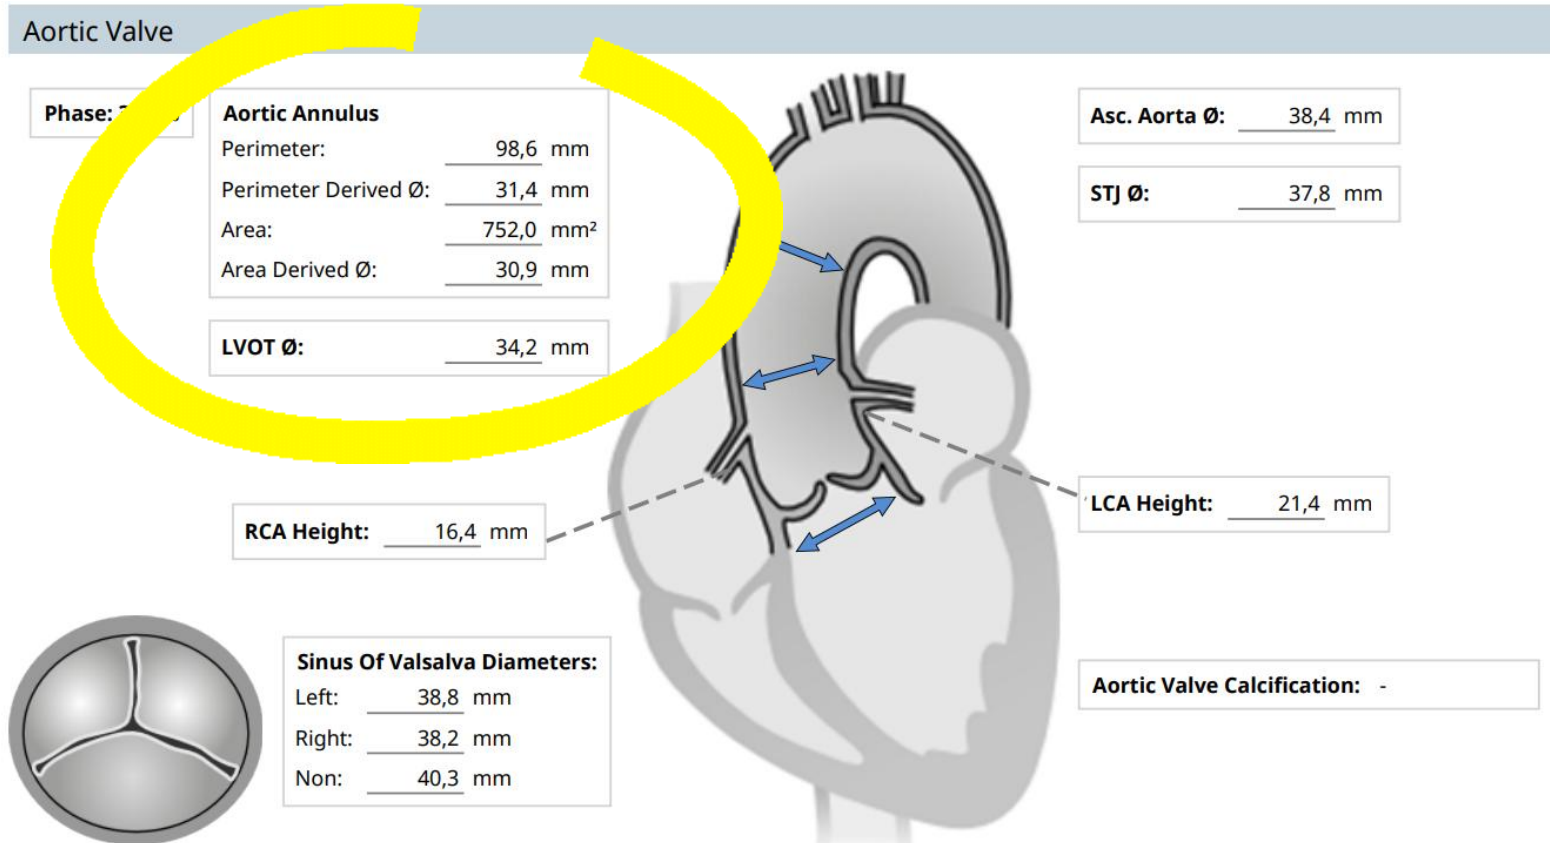 Aortic Valve
Phase:
Aortic Annulus
Perimeter: 98,6 mm
Perimeter Derived Ø: 31,4 mm
Area: 752,0 mm²
Area Derived Ø: 30,9 mm
LVOT Ø: 34,2 mm
Asc. Aorta Ø: 38,4 mm
STJ Ø: 37,8 mm
RCA Height: 16,4 mm
LCA Height: 21,4 mm
Sinus Of Valsalva Diameters:
Left: 38,8 mm
Right: 38,2 mm
Non: 40,3 mm
Aortic Valve Calcification: -